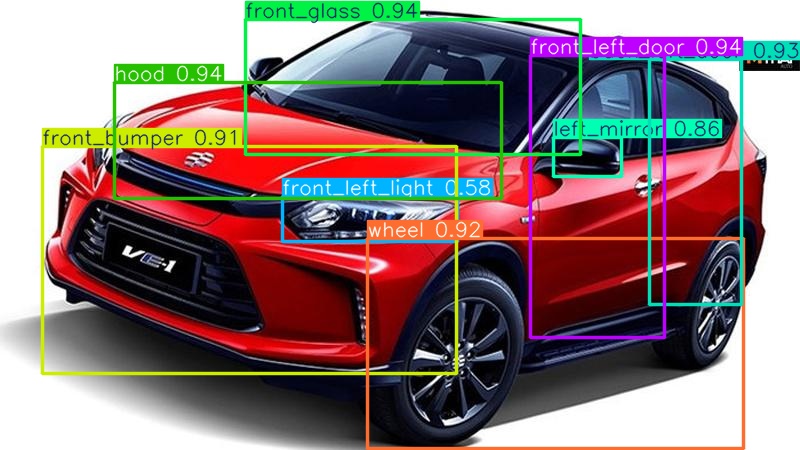 front_glass 0.94
front_left_door 0.94
0.93
hood 0.94
left_mirror 0.86
front_bumper 0.91
front_left_light 0.58
wheel 0.92
VE-1